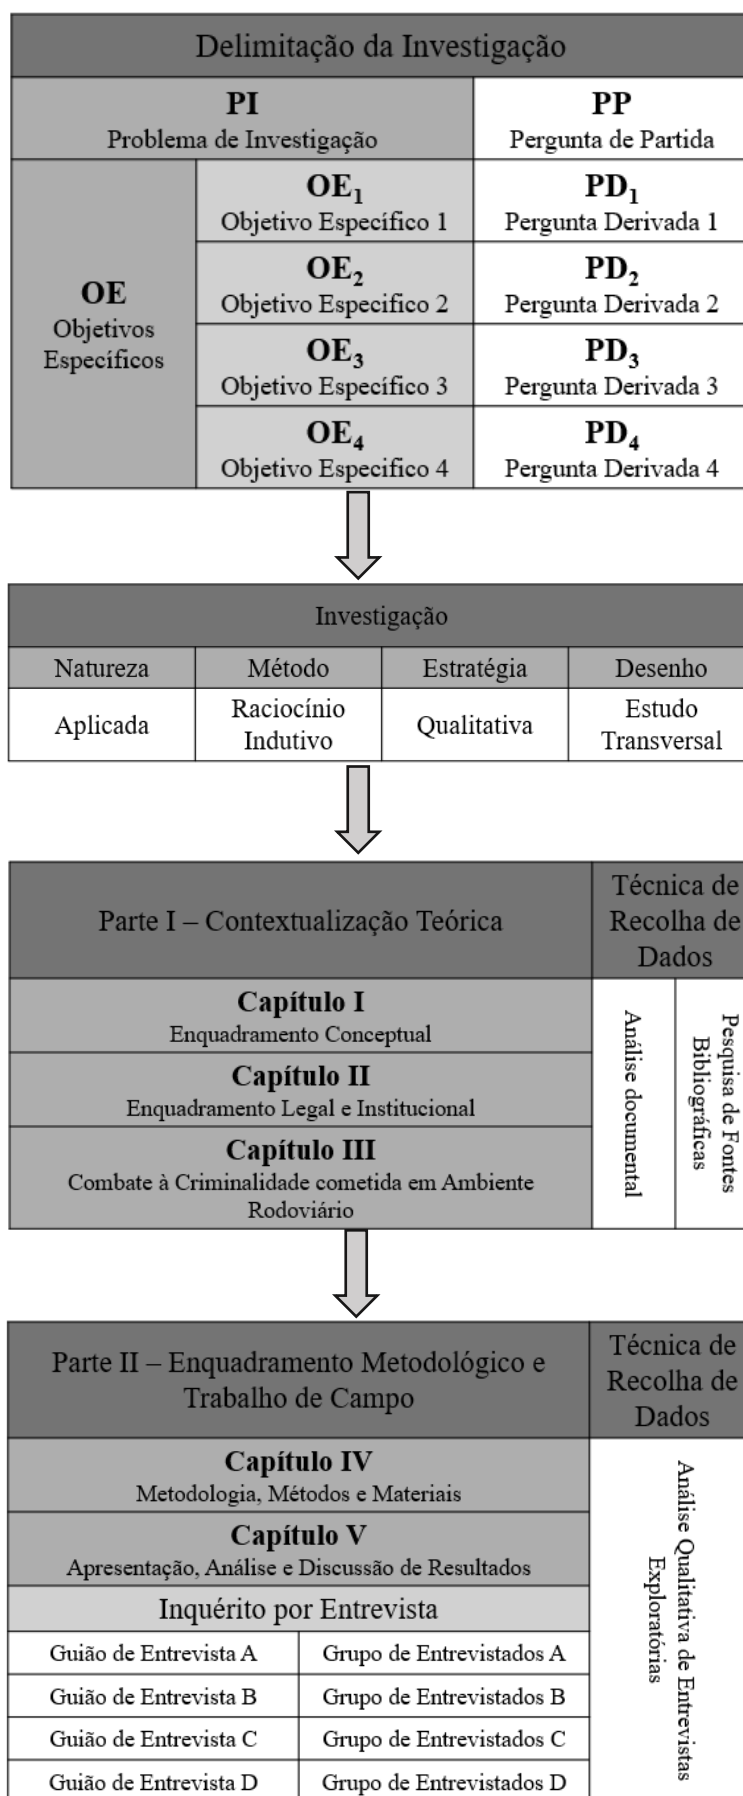 Delimitação da Investigação
PI
Problema de Investigação
PP
Pergunta de Partida
OE
Objetivos
Específicos
OE1
Objetivo Específico 1
PD1
Pergunta Derivada 1
OE2
Objetivo Específico 2
PD2
Pergunta Derivada 2
OE3
Objetivo Específico 3
PD3
Pergunta Derivada 3
OE4
Objetivo Específico 4
PD4
Pergunta Derivada 4
Investigação
Natureza
Método
Estratégia
Desenho
Aplicada
Raciocínio
Indutivo
Qualitativa
Estudo
Transversal
Parte I – Contextualização Teórica
Técnica de
Recolha de
Dados
Capítulo I
Enquadramento Conceptual
Capítulo II
Enquadramento Legal e Institucional
Capítulo III
Combate à Criminalidade cometida em Ambiente
Rodoviário
Análise documental
Pesquisa de Fontes
Bibliográficas
Parte II – Enquadramento Metodológico e
Trabalho de Campo
Técnica de
Recolha de
Dados
Capítulo IV
Metodologia, Métodos e Materiais
Capítulo V
Apresentação, Análise e Discussão de Resultados
Inquérito por Entrevista
Guião de Entrevista A
Grupo de Entrevistados A
Guião de Entrevista B
Grupo de Entrevistados B
Guião de Entrevista C
Grupo de Entrevistados C
Guião de Entrevista D
Grupo de Entrevistados D
Análise Qualitativa de Entrevistas
Exploratórias